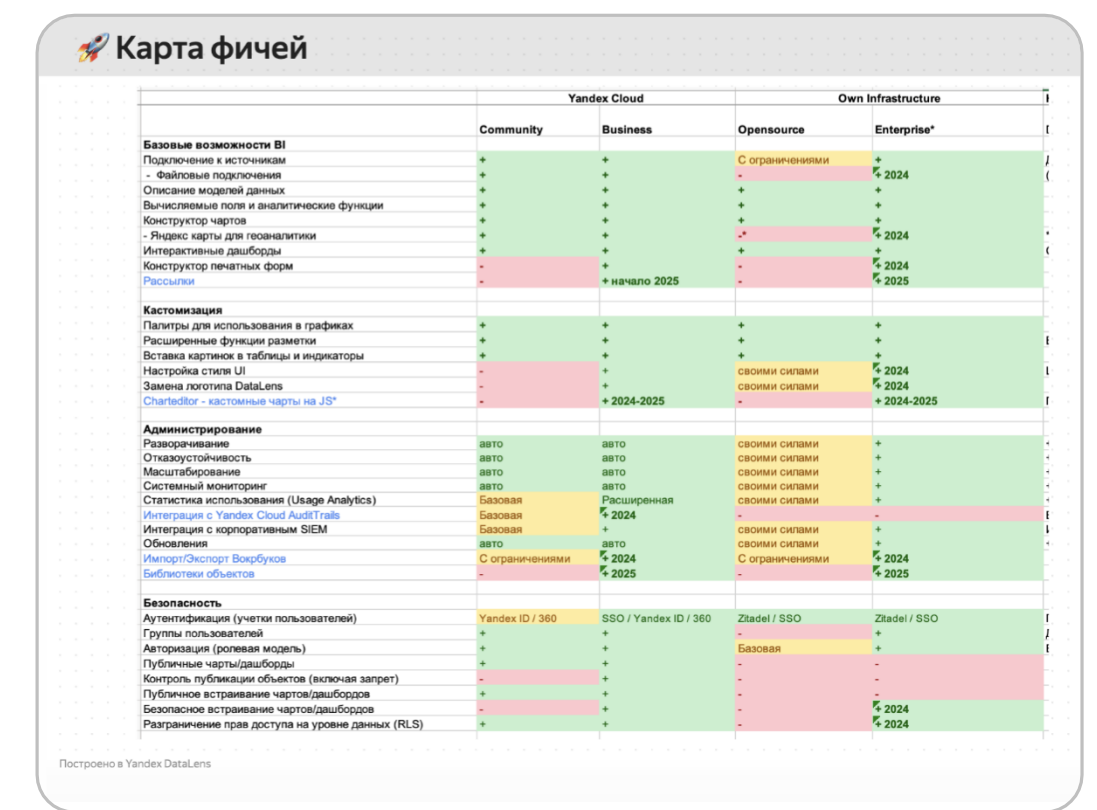 🚀 Карта фичей
Yandex Cloud Own Infrastructure
Community Business Opensource Enterprise*
Базовые возможности BI
Подключение к источникам + + С ограничениями +
- Файловые подключения + + - + 2024
Описание моделей данных + + + +
Вычисляемые поля и аналитические функции + + + +
Конструктор чартов + + + +
- Яндекс карты для геоаналитики + + -* + 2024
Интерактивные дашборды + + + +
Конструктор печатных форм - + - + 2024
Рассылки - + начало 2025 - + 2025
Кастомизация
Палитры для использования в графиках + + + +
Расширенные функции разметки + + + +
Вставка картинок в таблицы и индикаторы + + + +
Настройка стиля UI - + своими силами + 2024
Замена логотипа DataLens - + своими силами + 2024
Charteditor - кастомные чарты на JS* - + 2024-2025 - + 2024-2025
Администрирование
Разворачивание авто авто своими силами +
Отказоустойчивость авто авто своими силами +
Масштабирование авто авто своими силами +
Системный мониторинг авто авто своими силами +
Статистика использования (Usage Analytics) Базовая Расширенная своими силами +
Интеграция с Yandex Cloud AuditTrails Базовая + 2024 - -
Интеграция с корпоративным SIEM Базовая + своими силами +
Обновления авто авто своими силами +
Импорт/Экспорт Вокрбуков С ограничениями + 2024 С ограничениями + 2024
Библиотеки объектов - + 2025 - + 2025
Безопасность
Аутентификация (учетки пользователей) Yandex ID / 360 SSO / Yandex ID / 360 Zitadel / SSO Zitadel / SSO
Группы пользователей + + - +
Авторизация (ролевая модель) + + Базовая +
Публичные чарты/дашборды + + - -
Контроль публикации объектов (включая запрет) - + - -
Публичное встраивание чартов/дашбордов + + - -
Безопасное встраивание чартов/дашбордов - + - + 2024
Разграничение прав доступа на уровне данных (RLS) + + - + 2024
Построено в Yandex DataLens